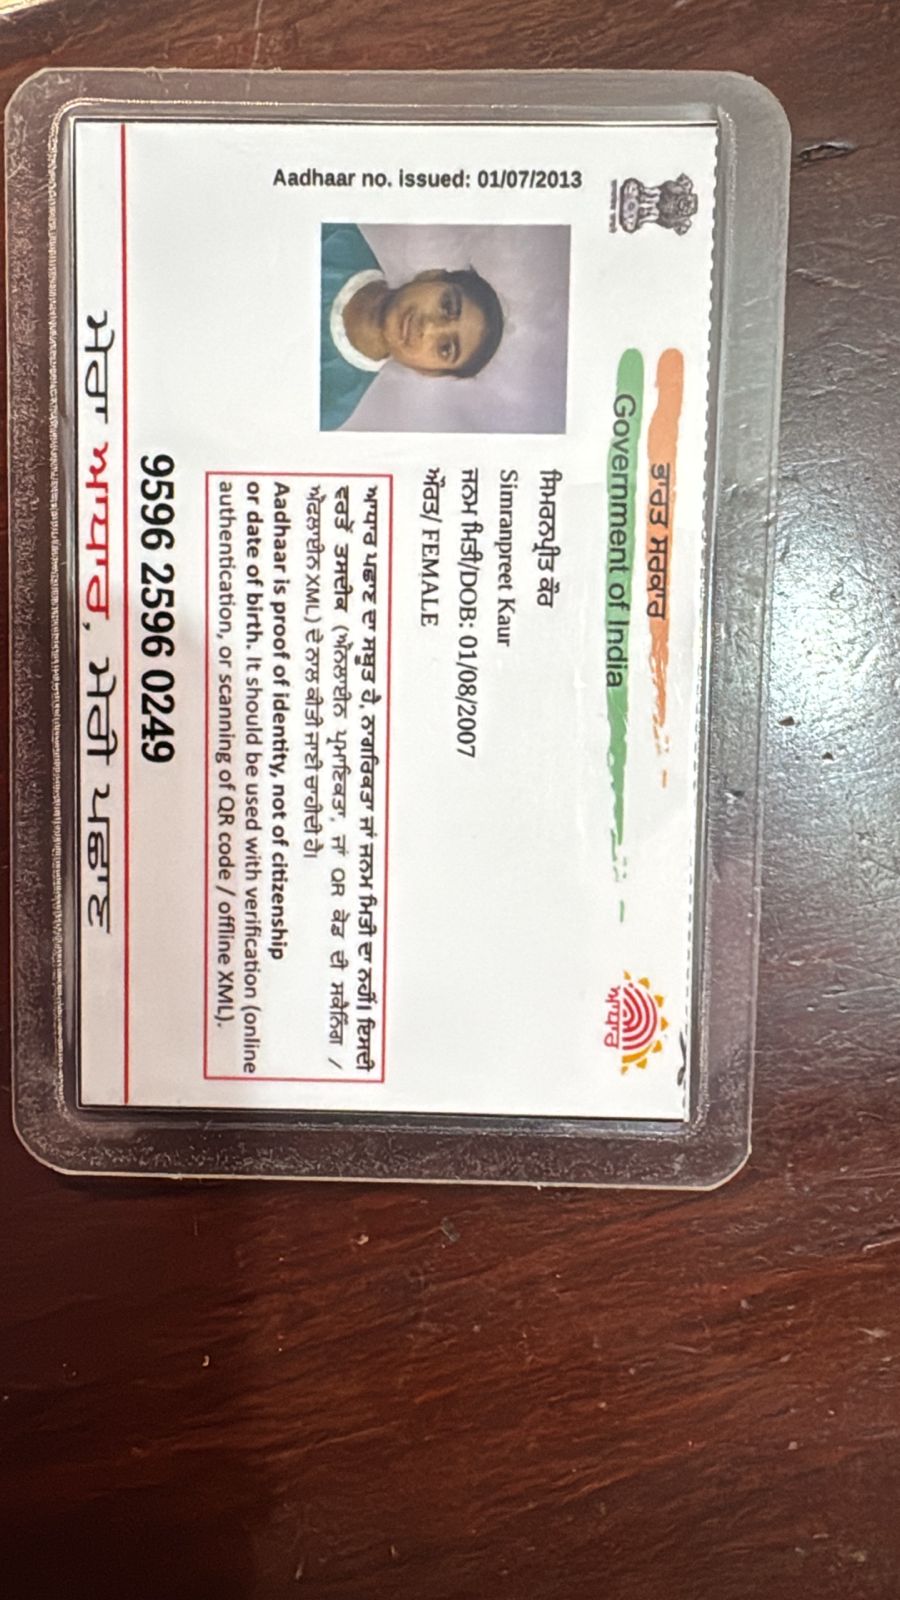 ਭਾਰਤ ਸਰਕਾਰ
Government of India
ਆਧਾਰ
Aadhaar no. issued: 01/07/2013
ਸਿਮਰਨਪ੍ਰੀਤ ਕੌਰ
Simranpreet Kaur
ਜਨਮ ਮਿਤੀ/DOB: 01/08/2007
ਔਰਤ/ FEMALE
ਆਧਾਰ ਪਛਾਣ ਦਾ ਸਬੂਤ ਹੈ, ਨਾਗਰਿਕਤਾ ਜਾਂ ਜਨਮ ਮਿਤੀ ਦਾ ਨਹੀਂ। ਇਸਦੀ
ਵਰਤੋਂ ਤਸਦੀਕ (ਔਨਲਾਈਨ ਪ੍ਰਮਾਣਿਕਤਾ, ਜਾਂ QR ਕੋਡ ਦੀ ਸਕੈਨਿੰਗ /
ਔਫਲਾਈਨ XML) ਦੇ ਨਾਲ ਕੀਤੀ ਜਾਣੀ ਚਾਹੀਦੀ ਹੈ।
Aadhaar is proof of identity, not of citizenship
or date of birth. It should be used with verification (online
authentication, or scanning of QR code / offline XML).
9596 2596 0249
ਮੇਰਾ ਆਧਾਰ, ਮੇਰੀ ਪਛਾਣ